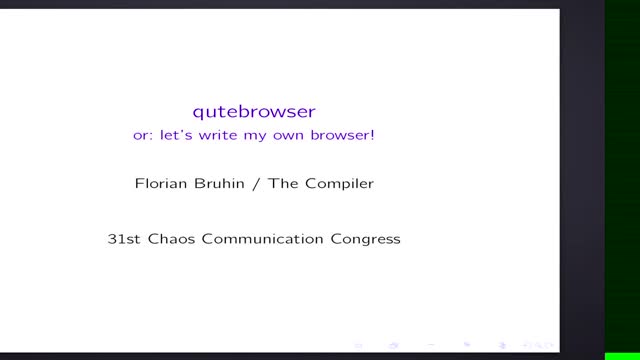 qutebrowser
or: let's write my own browser!
Florian Bruhin / The Compiler
31st Chaos Communication Congress